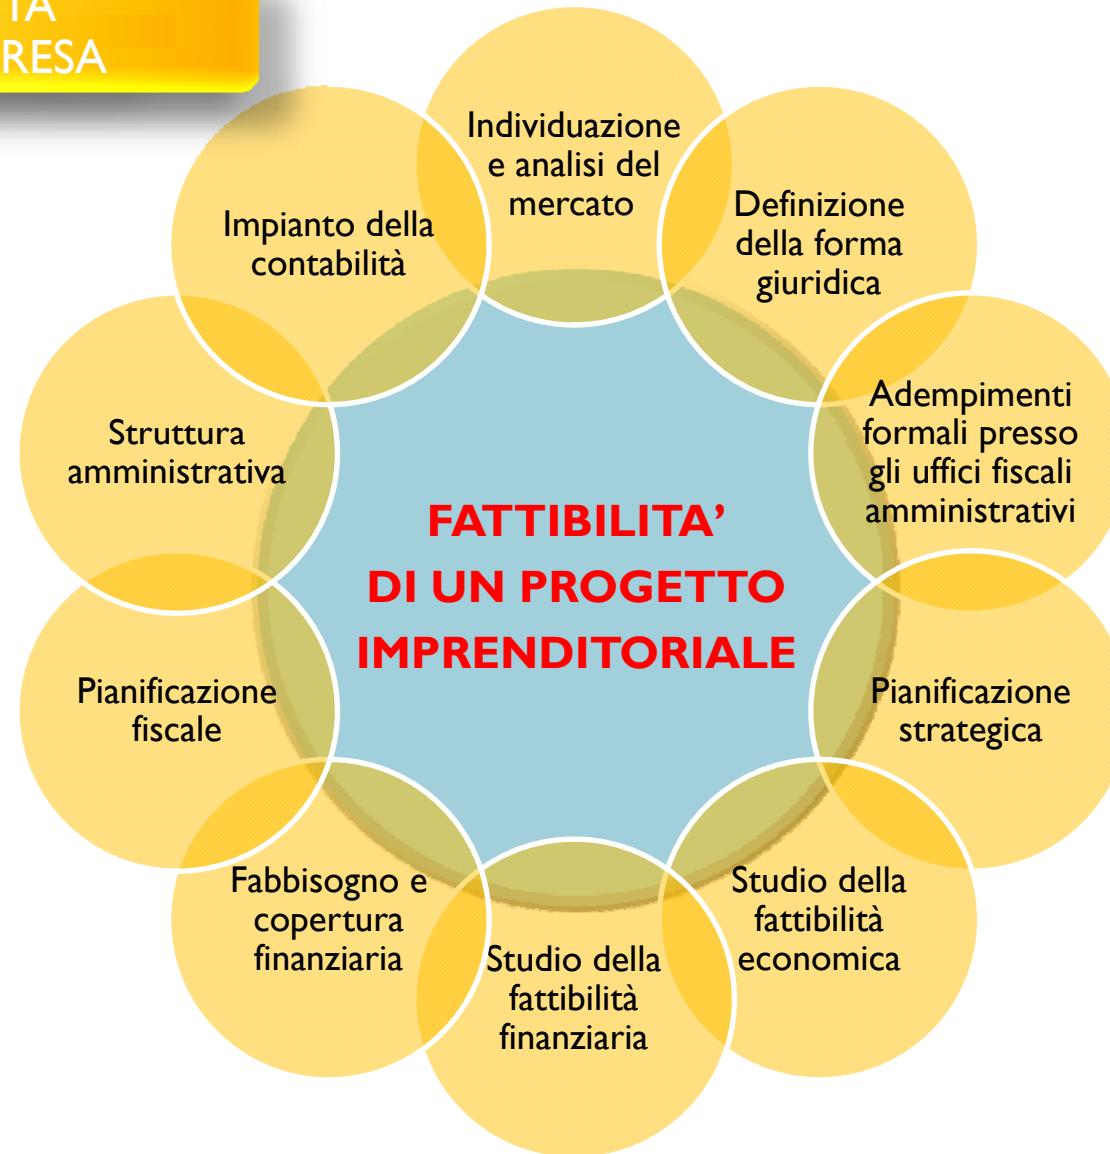 TA
RESA
Individuazione
e analisi del
mercato
Definizione
della forma
giuridica
Adempimenti
formali presso
gli uffici fiscali
amministrativi
Pianificazione
strategica
Studio della
fattibilità
economica
Studio della
fattibilità
finanziaria
Fabbisogno e
copertura
finanziaria
Pianificazione
fiscale
Struttura
amministrativa
Impianto della
contabilità
FATTIBILITA’
DI UN PROGETTO
IMPRENDITORIALE